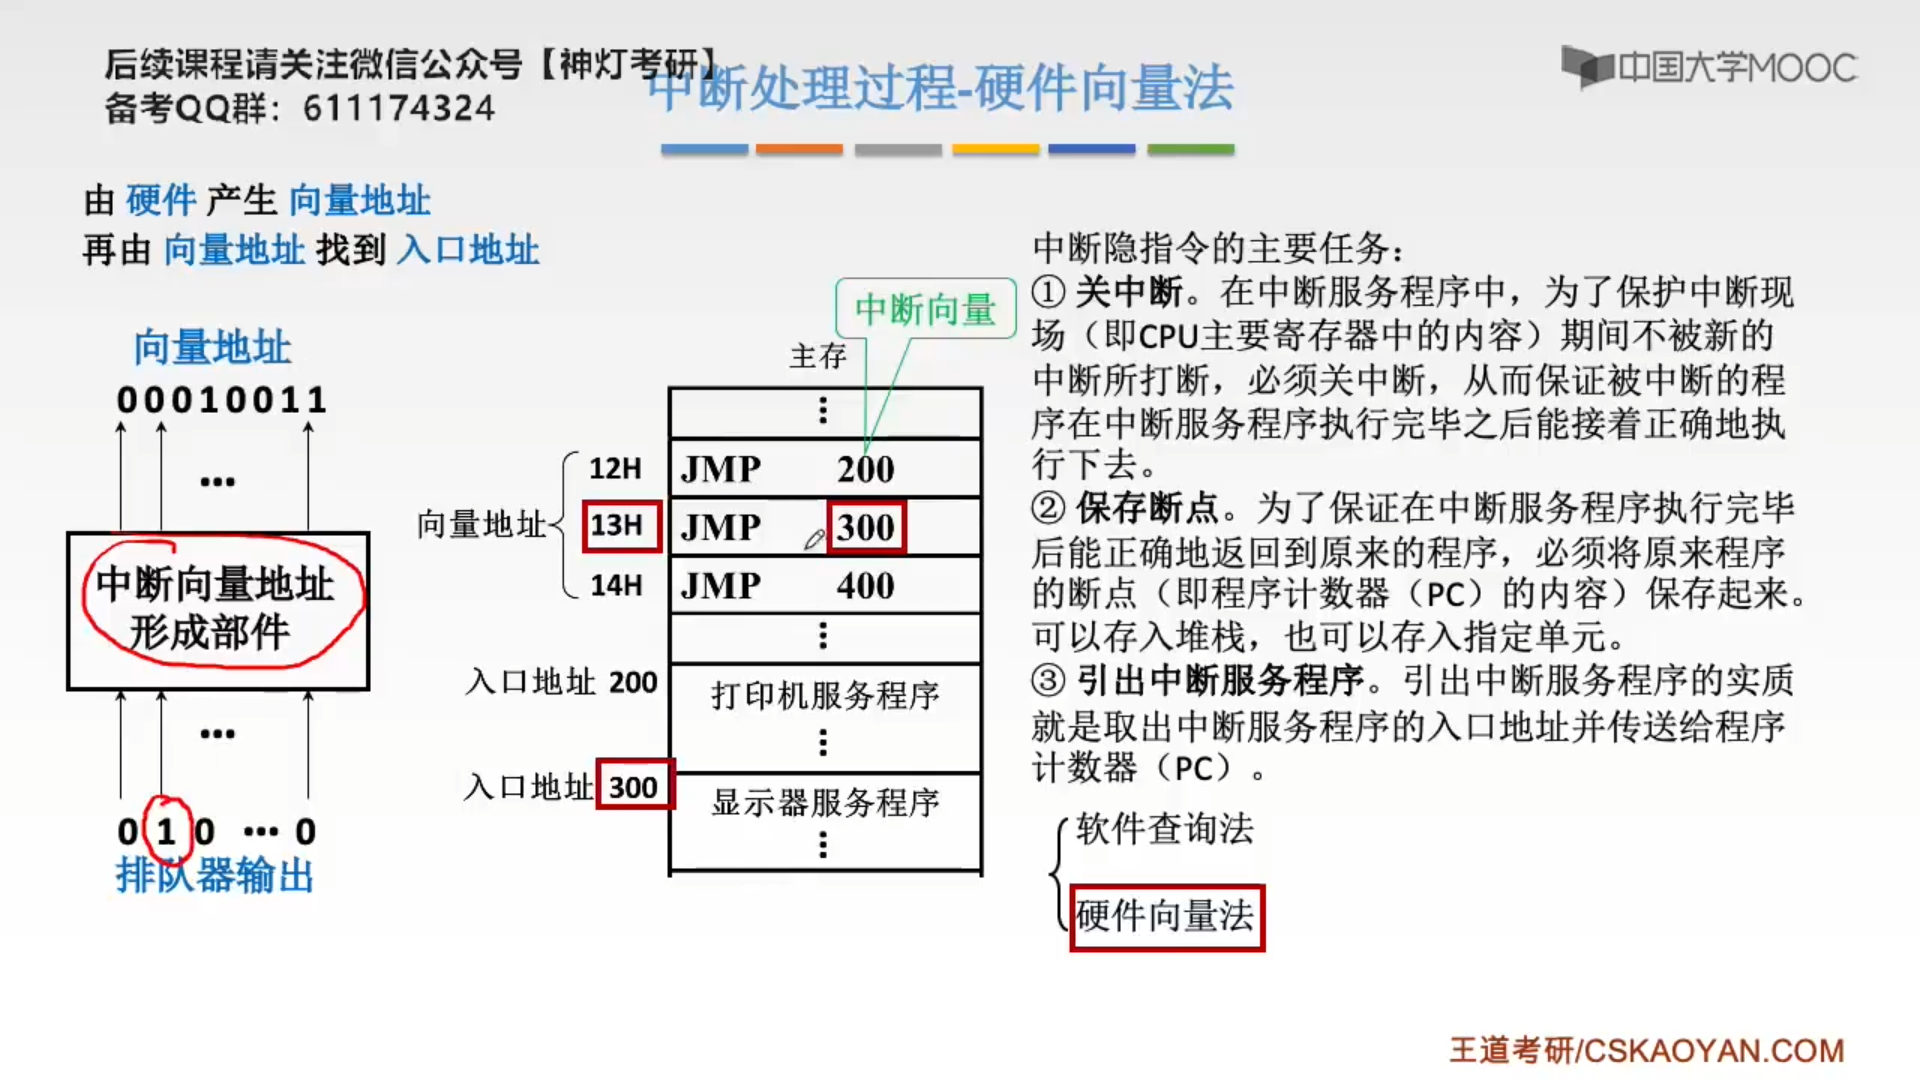 后续课程请关注微信公众号【神灯考研】
备考QQ群：611174324
中断处理过程-硬件向量法
中国大学MOOC
由 硬件 产生 向量地址
再由 向量地址 找到 入口地址
向量地址
00010011
...
中断向量地址
形成部件
...
0 1 0 ... 0
排队器输出
中断向量
主存
⋮
12H JMP 200
向量地址 13H JMP 300
14H JMP 400
⋮
入口地址 200 打印机服务程序
⋮
入口地址 300 显示器服务程序
⋮
中断隐指令的主要任务：
① 关中断。在中断服务程序中，为了保护中断现
场（即CPU主要寄存器中的内容）期间不被新的
中断所打断，必须关中断，从而保证被中断的程
序在中断服务程序执行完毕之后能接着正确地执
行下去。
② 保存断点。为了保证在中断服务程序执行完毕
后能正确地返回到原来的程序，必须将原来程序
的断点（即程序计数器（PC）的内容）保存起来。
可以存入堆栈，也可以存入指定单元。
③ 引出中断服务程序。引出中断服务程序的实质
就是取出中断服务程序的入口地址并传送给程序
计数器（PC）。
软件查询法
硬件向量法
王道考研/CSKAOYAN.COM